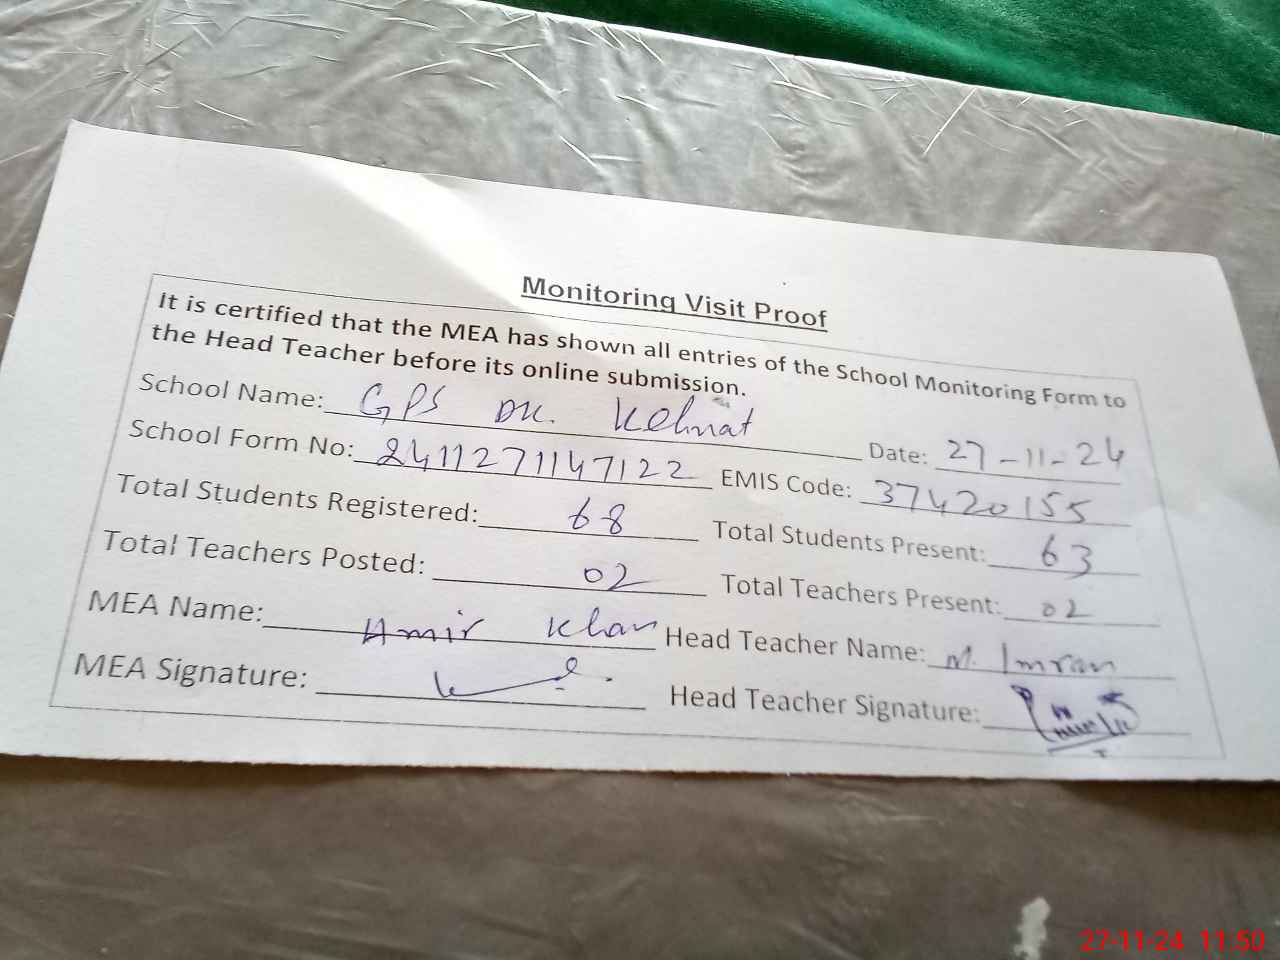 Monitoring Visit Proof
It is certified that the MEA has shown all entries of the School Monitoring Form to
the Head Teacher before its online submission.
School Name: GPS DK. Date: 27-11-24
School Form No: 2411271147122 EMIS Code: 37420155
Total Students Registered: 68 Total Students Present: 63
Total Teachers Posted: 02 Total Teachers Present: 02
MEA Name: Amir Khan Head Teacher Name: M. Imran
MEA Signature: Head Teacher Signature:
27-11-24 11:50